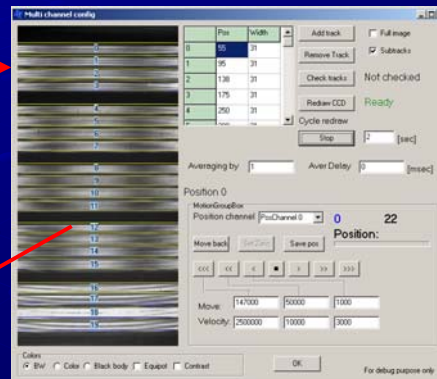 Multi channel config
0
1
2
3
4
5
6
7
8
9
10
11
12
13
14
15
16
17
18
19
Pos Width
0 55 31
1 95 31
2 138 31
3 175 31
4 250 31
Add track
Remove Track
Check tracks
Redraw CCD
Full image
Subtracks
Not checked
Ready
Cycle redraw
Stop 2 [sec]
Averaging by 1 Aver Delay 0 [msec]
Position 0
MotionGroupBox
Position channel PosChannel 0 0 22
Position:
Move back Set Zero Save pos
<<< << < ■ > >> >>>
Move: 147000 50000 1000
Velocity: 2500000 10000 3000
Colors
BW Color Black body Equipot Contrast
OK
For debug purpose only